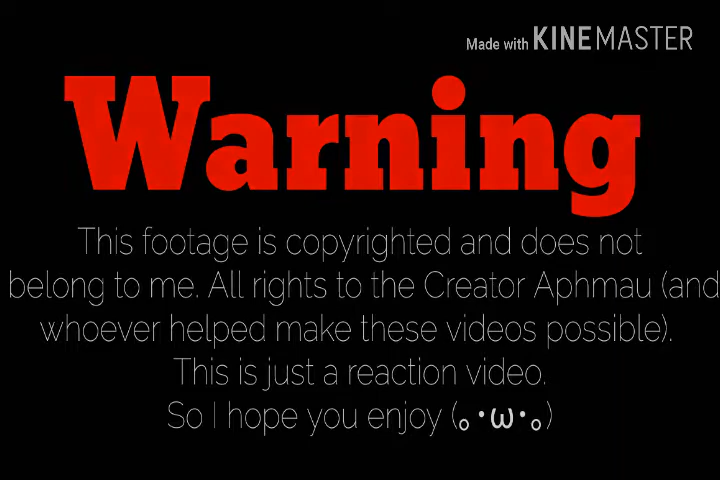 Made with KINEMASTER
Warning
This footage is copyrighted and does not
belong to me. All rights to the Creator Aphmau (and
whoever helped make these videos possible).
This is just a reaction video.
So I hope you enjoy (｡･ω･｡)